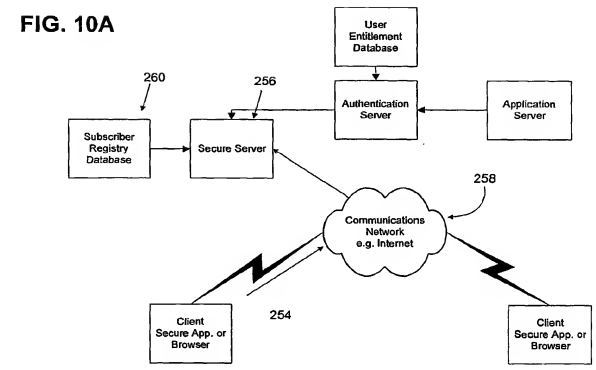 FIG. 10A
User
Entitlement
Database
260
256
Authentication
Server
Application
Server
Subscriber
Registry
Database
Secure Server
258
Communications
Network
e.g. Internet
254
Client
Secure App. or
Browser
Client
Secure App. or
Browser